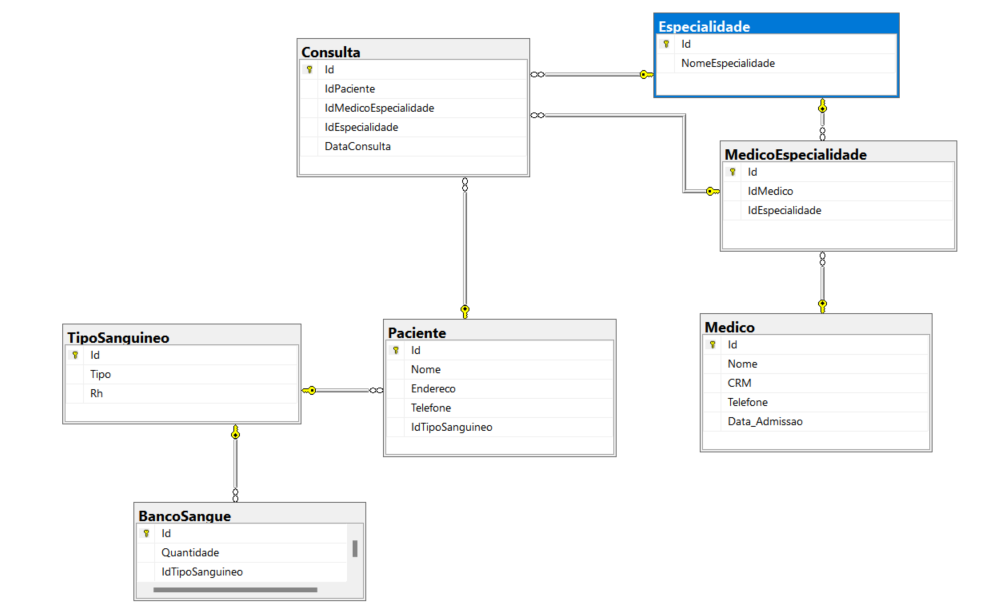 Especialidade
Id
NomeEspecialidade
Consulta
Id
IdPaciente
IdMedicoEspecialidade
IdEspecialidade
DataConsulta
MedicoEspecialidade
Id
IdMedico
IdEspecialidade
TipoSanguineo
Id
Tipo
Rh
Paciente
Id
Nome
Endereco
Telefone
IdTipoSanguineo
Medico
Id
Nome
CRM
Telefone
Data_Admissao
BancoSangue
Id
Quantidade
IdTipoSanguineo